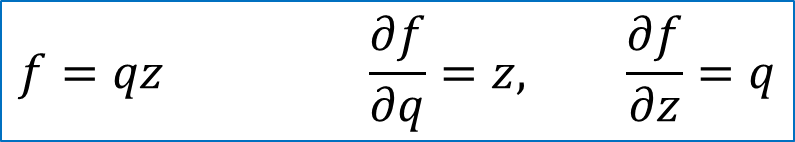 f = qz ∂f/∂q = z, ∂f/∂z = q